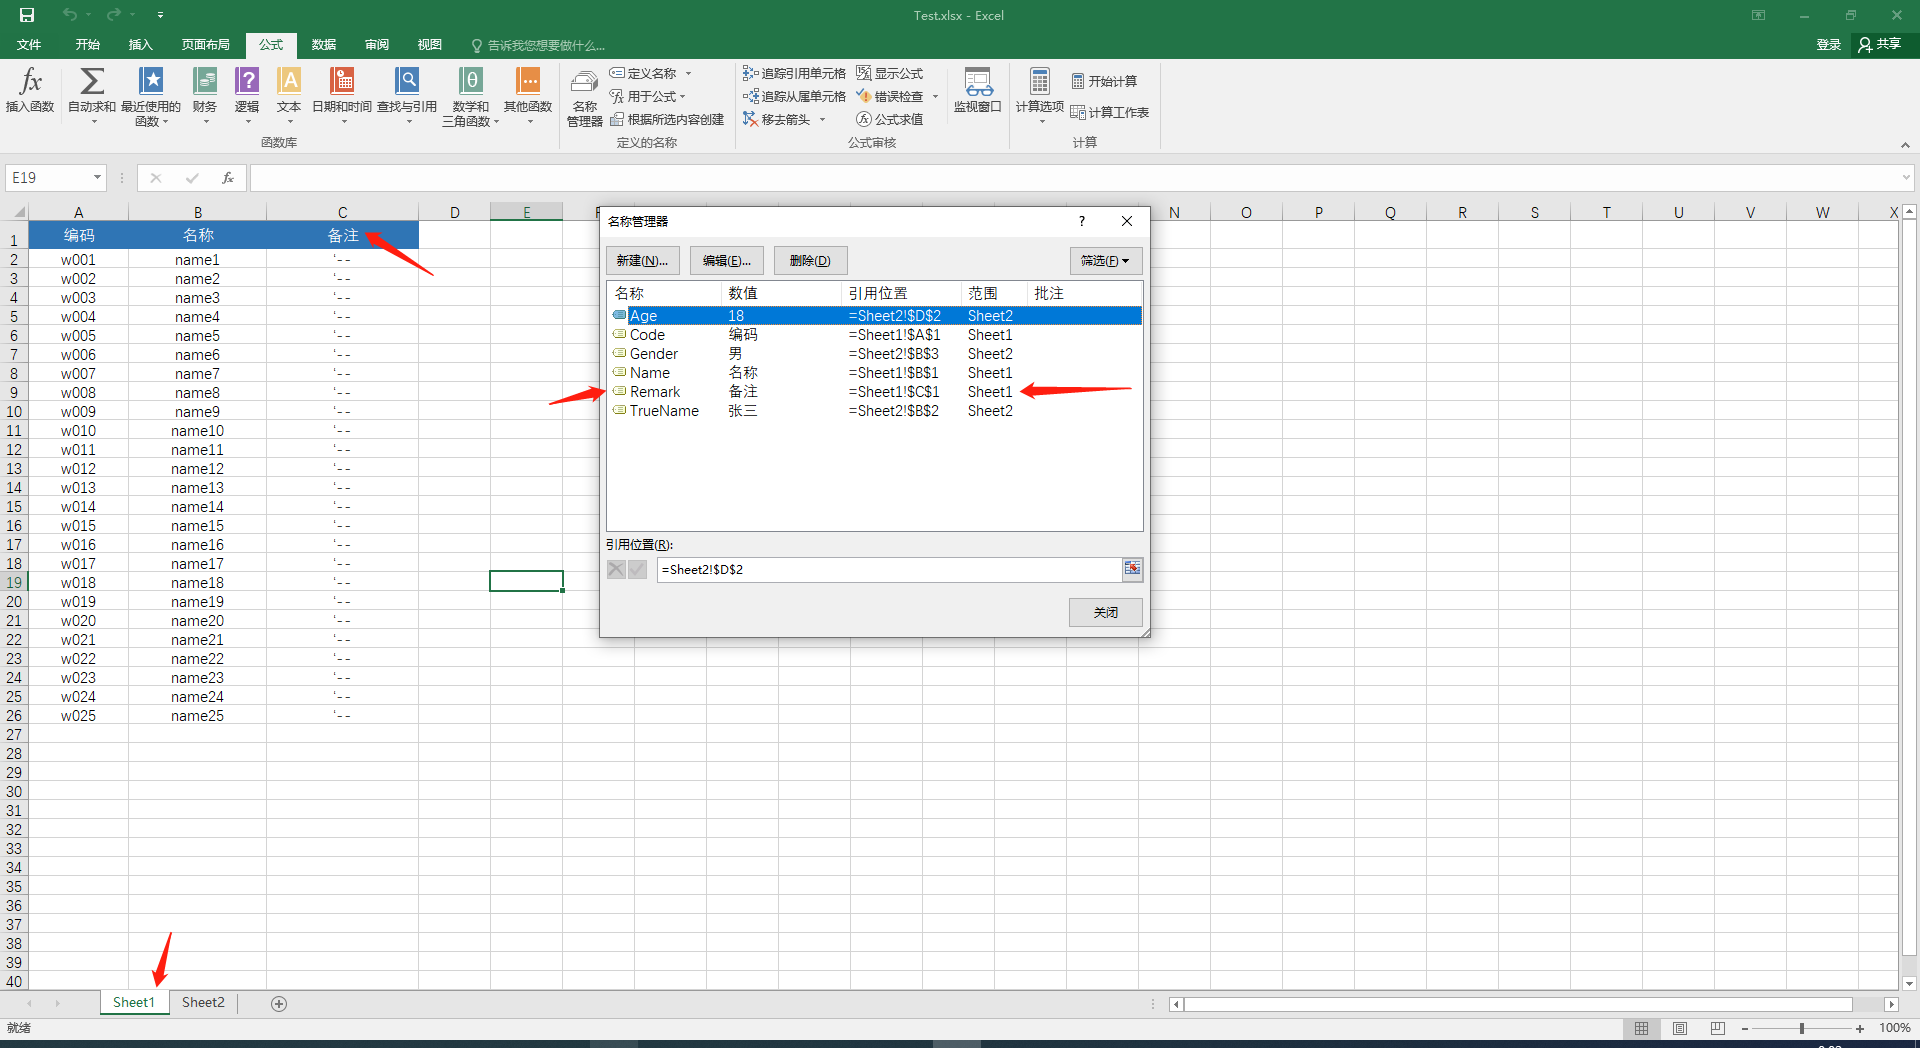 Test.xlsx - Excel
文件 开始 插入 页面布局 公式 数据 审阅 视图 告诉我您想要做什么... 登录 共享
插入函数 自动求和 最近使用的函数 财务 逻辑 文本 日期和时间 查找与引用 数学和三角函数 其他函数
函数库
名称管理器 定义名称 用于公式 根据所选内容创建
定义的名称
追踪引用单元格 追踪从属单元格 移去箭头 显示公式 错误检查 公式求值 监视窗口
公式审核
计算选项 开始计算 计算工作表
计算
E19
A B C D E F N O P Q R S T U V W X
1 编码 名称 备注
2 w001 name1 '--
3 w002 name2 '--
4 w003 name3 '--
5 w004 name4 '--
6 w005 name5 '--
7 w006 name6 '--
8 w007 name7 '--
9 w008 name8 '--
10 w009 name9 '--
11 w010 name10 '--
12 w011 name11 '--
13 w012 name12 '--
14 w013 name13 '--
15 w014 name14 '--
16 w015 name15 '--
17 w016 name16 '--
18 w017 name17 '--
19 w018 name18 '--
20 w019 name19 '--
21 w020 name20 '--
22 w021 name21 '--
23 w022 name22 '--
24 w023 name23 '--
25 w024 name24 '--
26 w025 name25 '--
27
28
29
30
31
32
33
34
35
36
37
38
39
40
名称管理器
新建(N)... 编辑(E)... 删除(D) 筛选(F)
名称 数值 引用位置 范围 批注
Age 18 =Sheet2!$D$2 Sheet2
Code 编码 =Sheet1!$A$1 Sheet1
Gender 男 =Sheet2!$B$3 Sheet2
Name 名称 =Sheet1!$B$1 Sheet1
Remark 备注 =Sheet1!$C$1 Sheet1
TrueName 张三 =Sheet2!$B$2 Sheet2
引用位置(R):
=Sheet2!$D$2
关闭
Sheet1 Sheet2
就绪 100%